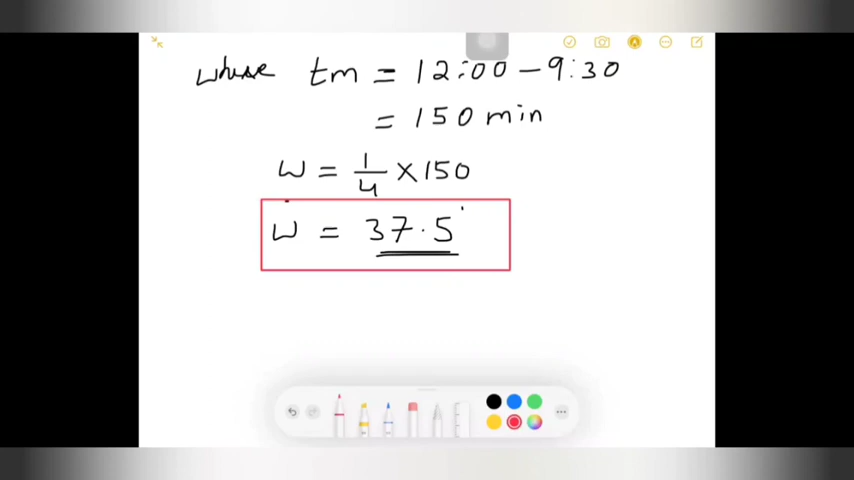 where tm = 12:00 - 9:30
= 150 min
W = 1/4 × 150
W = 37.5°